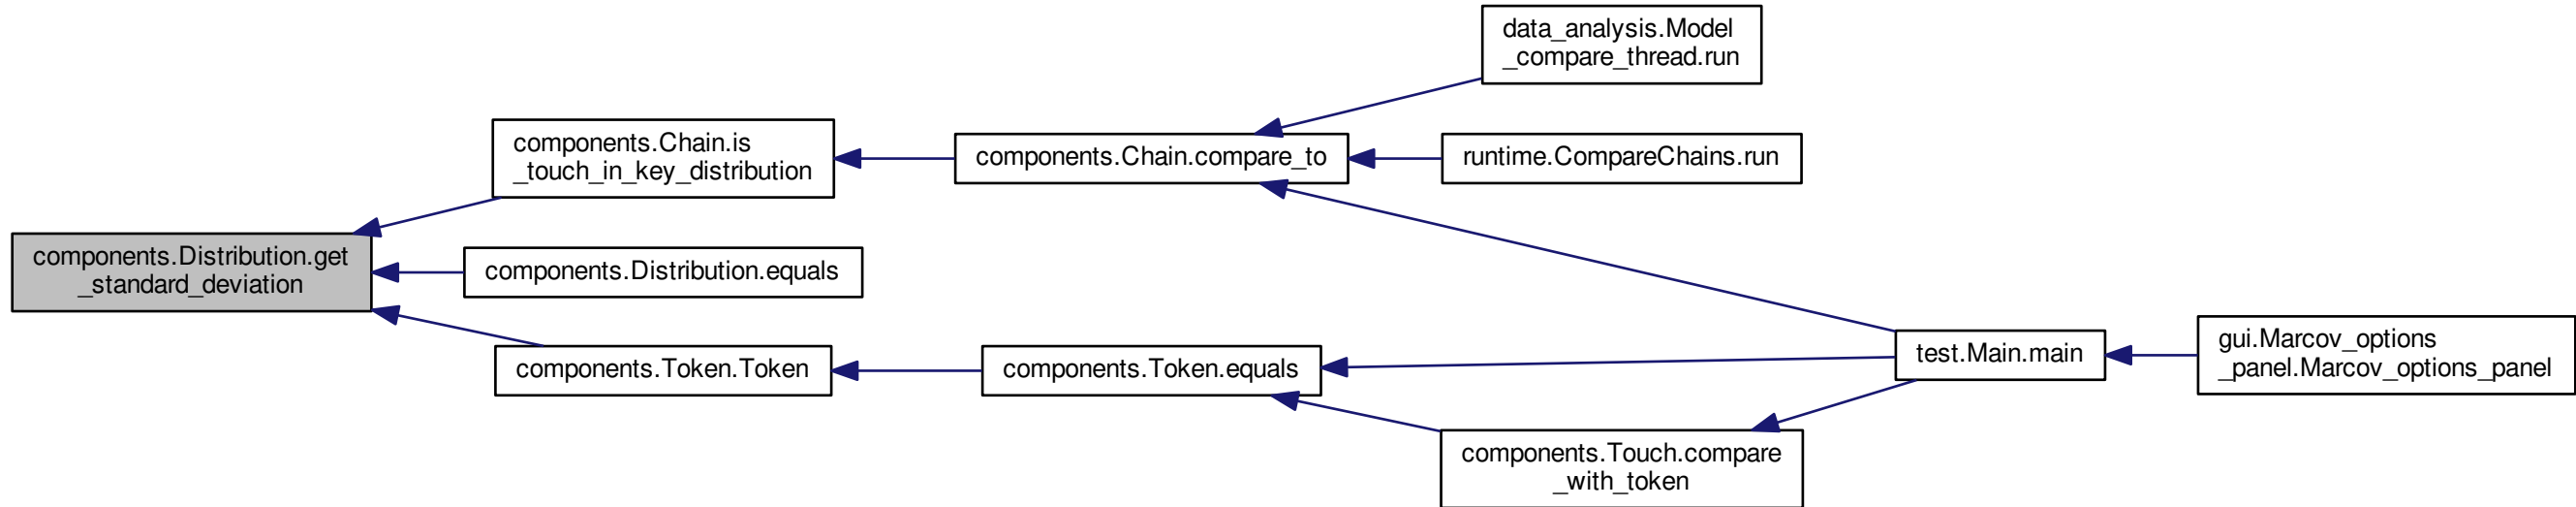 data_analysis.Model
_compare_thread.run
components.Chain.is
_touch_in_key_distribution
components.Chain.compare_to
runtime.CompareChains.run
components.Distribution.get
_standard_deviation
components.Distribution.equals
components.Token.Token
components.Token.equals
test.Main.main
gui.Marcov_options
_panel.Marcov_options_panel
components.Touch.compare
_with_token